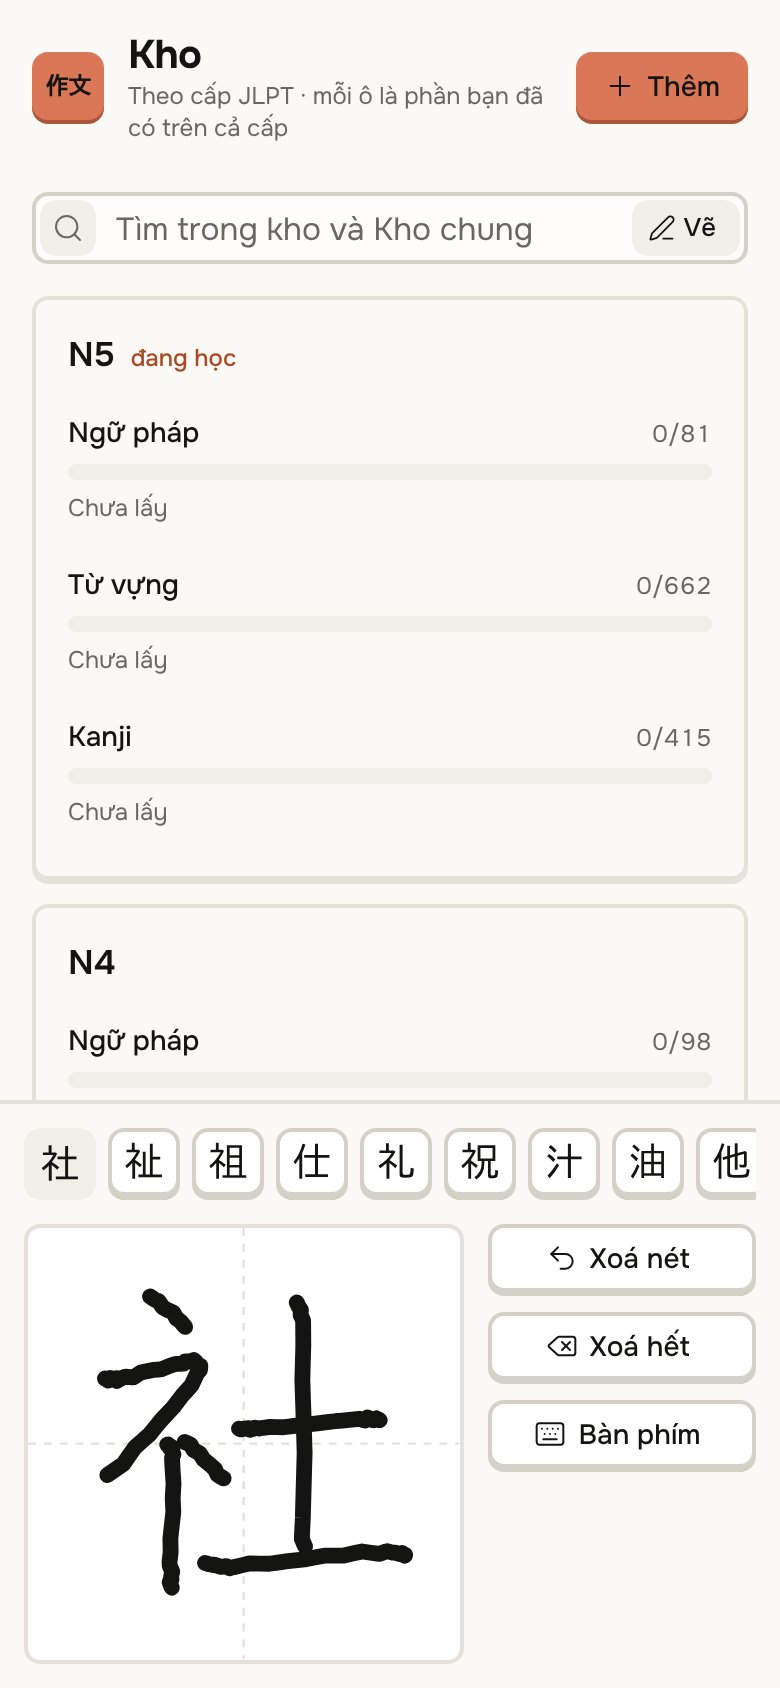 作文
Kho
Theo cấp JLPT · mỗi ô là phần bạn đã
có trên cả cấp
Thêm
Tìm trong kho và Kho chung
Vẽ
N5 đang học
Ngữ pháp 0/81
Chưa lấy
Từ vựng 0/662
Chưa lấy
Kanji 0/415
Chưa lấy
N4
Ngữ pháp 0/98
社 祉 祖 仕 礼 祝 汁 油 他
社
Xoá nét
Xoá hết
Bàn phím